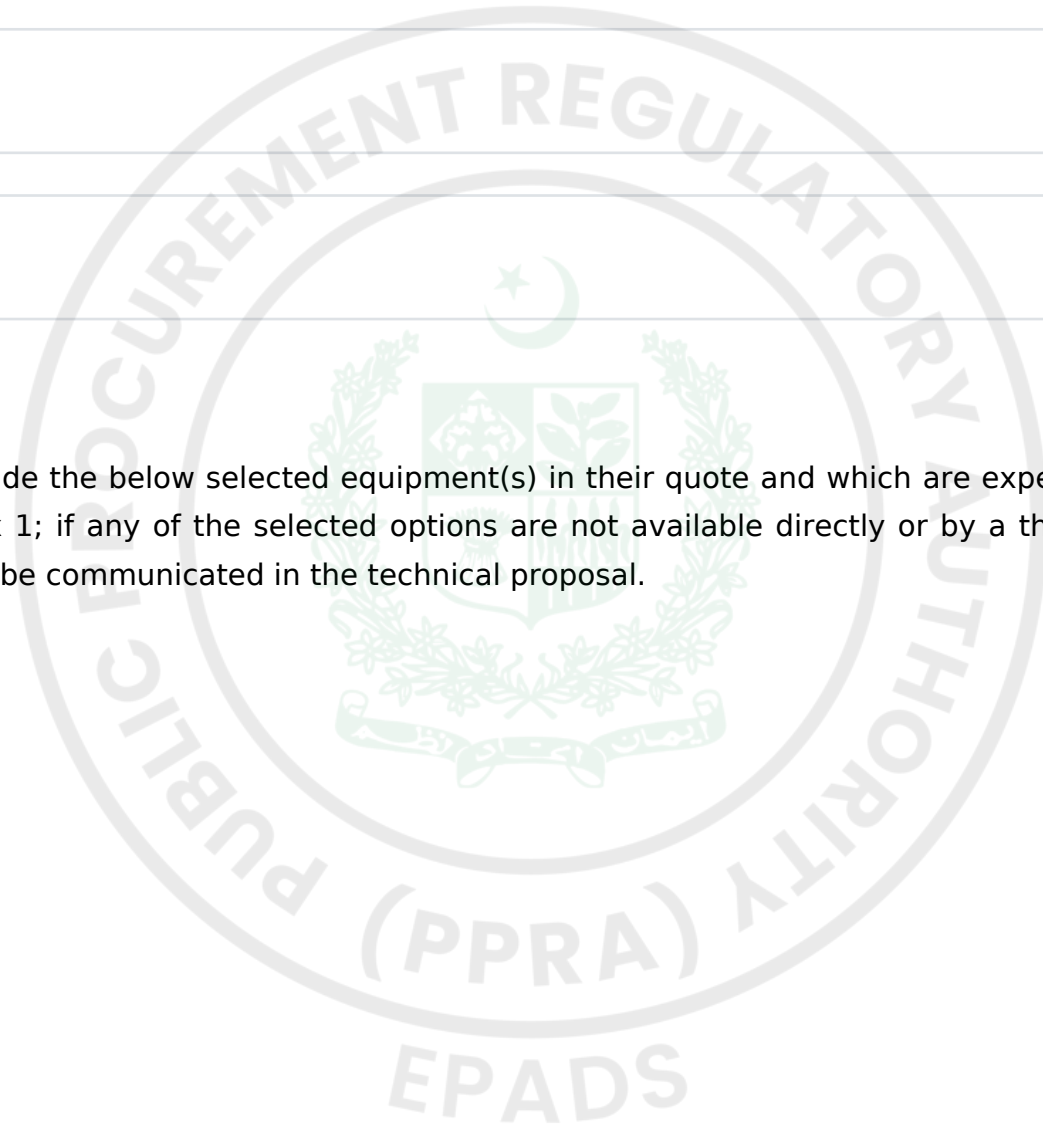 PUBLIC PROCUREMENT REGULATORY AUTHORITY
de the below selected equipment(s) in their quote and which are expe
1; if any of the selected options are not available directly or by a th
be communicated in the technical proposal.
(PPRA)
EPADS